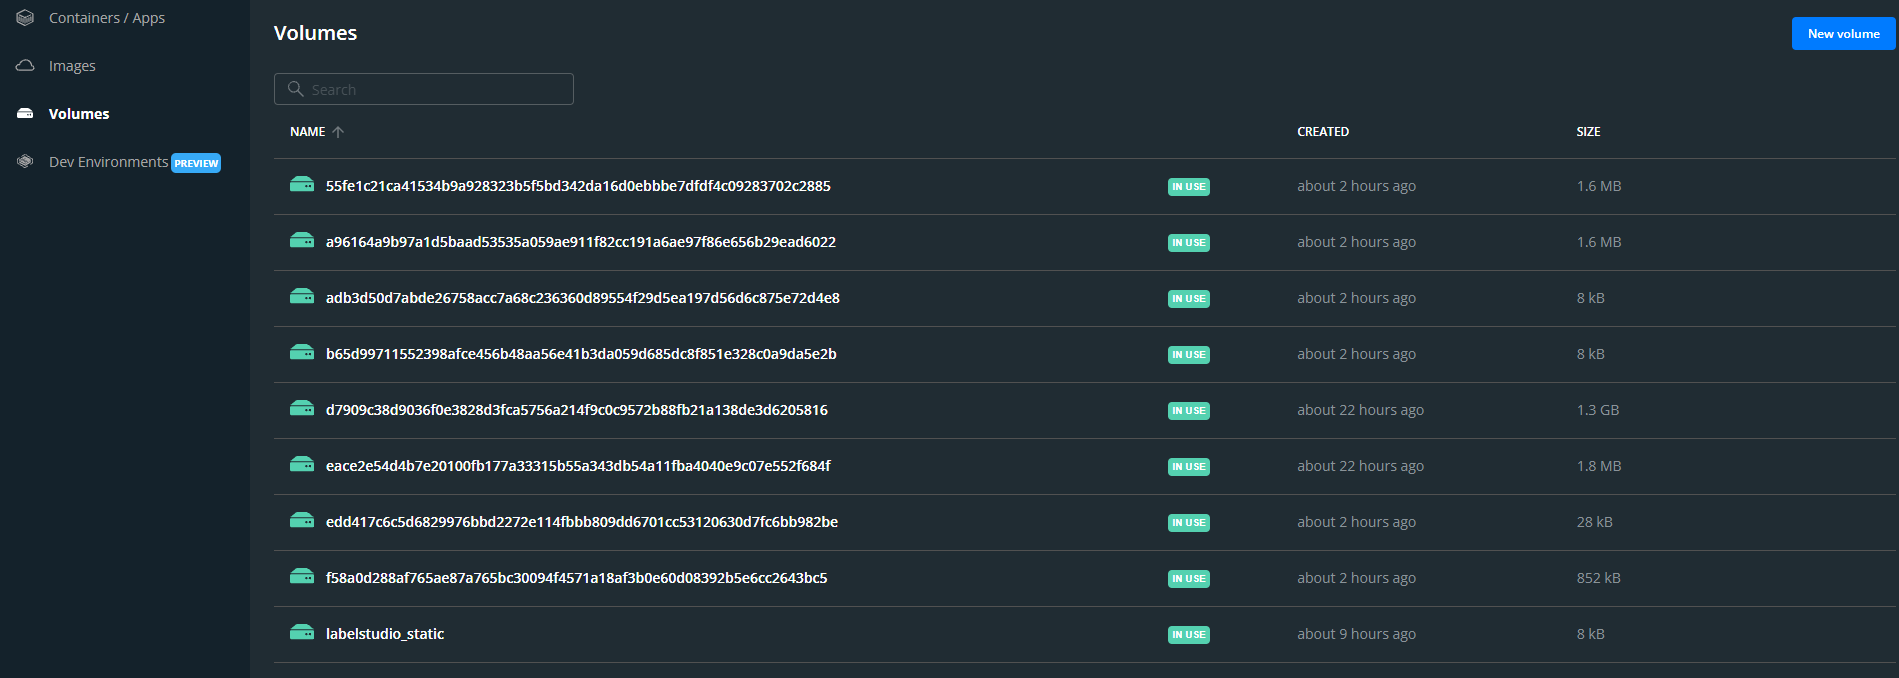 Containers / Apps
Images
Volumes
Dev Environments PREVIEW
Volumes
New volume
Search
NAME CREATED SIZE
55fe1c21ca41534b9a928323b5f5bd342da16d0ebbbe7dfdf4c09283702c2885 IN USE about 2 hours ago 1.6 MB
a96164a9b97a1d5baad53535a059ae911f82cc191a6ae97f86e656b29ead6022 IN USE about 2 hours ago 1.6 MB
adb3d50d7abde26758acc7a68c236360d89554f29d5ea197d56d6c875e72d4e8 IN USE about 2 hours ago 8 kB
b65d99711552398afce456b48aa56e41b3da059d685dc8f851e328c0a9da5e2b IN USE about 2 hours ago 8 kB
d7909c38d9036f0e3828d3fca5756a214f9c0c9572b88fb21a138de3d6205816 IN USE about 22 hours ago 1.3 GB
eace2e54d4b7e20100fb177a33315b55a343db54a11fba4040e9c07e552f684f IN USE about 22 hours ago 1.8 MB
edd417c6c5d6829976bbd2272e114fbbb809dd6701cc53120630d7fc6bb982be IN USE about 2 hours ago 28 kB
f58a0d288af765ae87a765bc30094f4571a18af3b0e60d08392b5e6cc2643bc5 IN USE about 2 hours ago 852 kB
labelstudio_static IN USE about 9 hours ago 8 kB